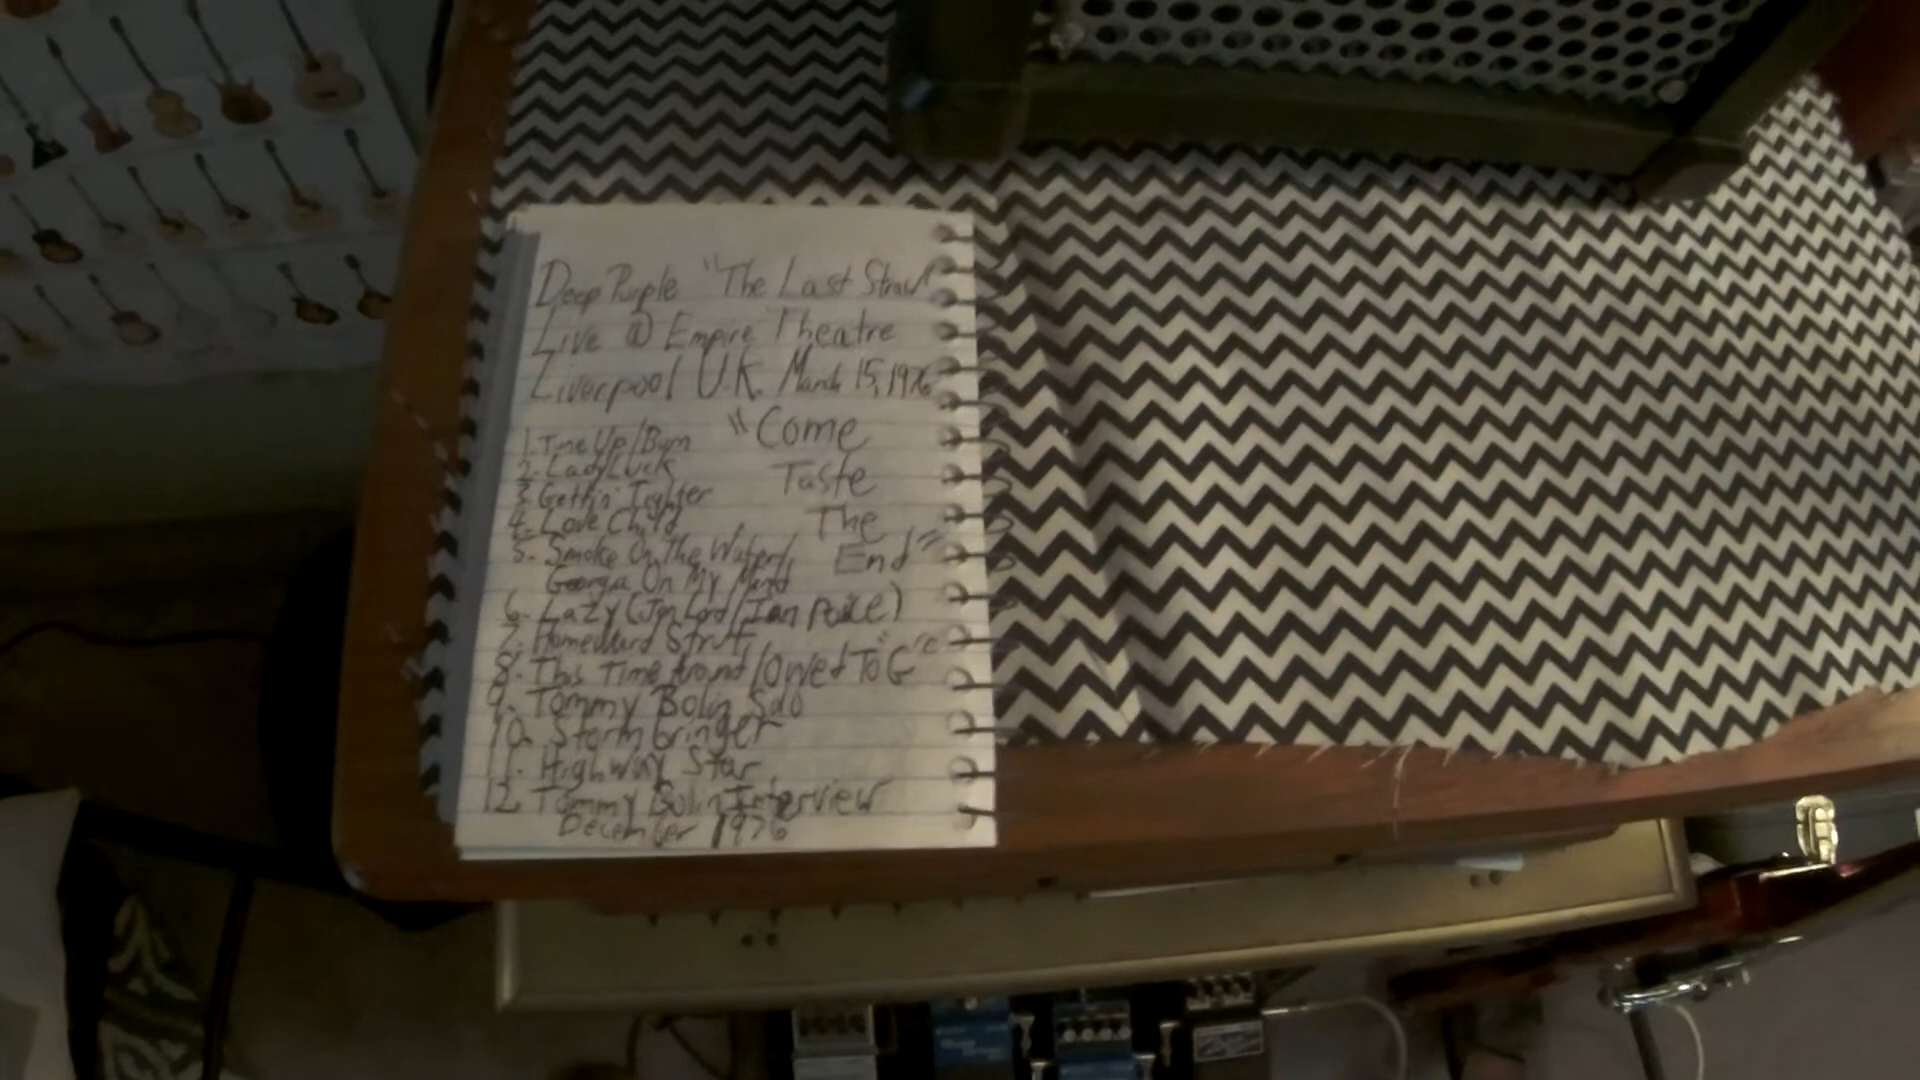 Deep Purple "The Last Straw"
Live @ Empire Theatre
Liverpool U.K. March 15, 1976
"Come
Taste
The
End"
1. Time Up/Burn
2. Lady Luck
3. Gettin' Tighter
4. Love Child
5. Smoke On The Water/
Georgia On My Mind
6. Lazy (Jon Lord/Ian Paice)
7. Homeward Strut
8. This Time Around/Owed To "G"
9. Tommy Bolin Solo
10. Stormbringer
11. Highway Star
12. Tommy Bolin Interview
December 1976